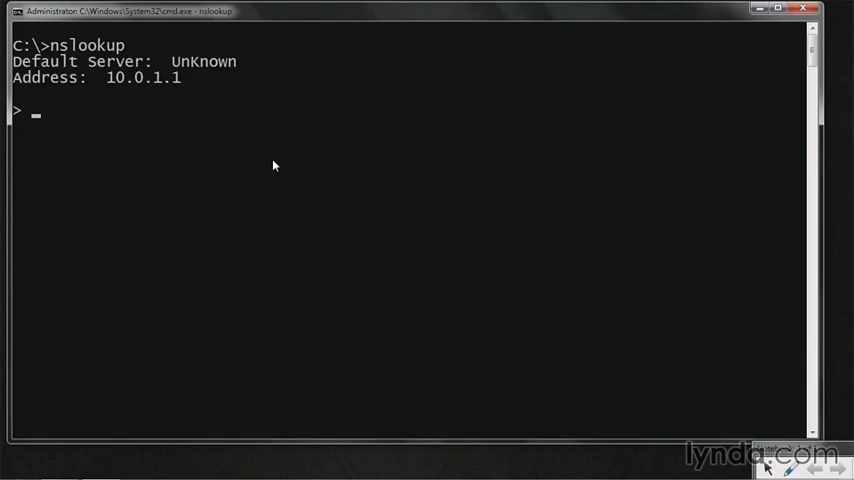 Administrator: C:\Windows\System32\cmd.exe - nslookup
C:\>nslookup
Default Server:  UnKnown
Address:  10.0.1.1
> _
lynda.com